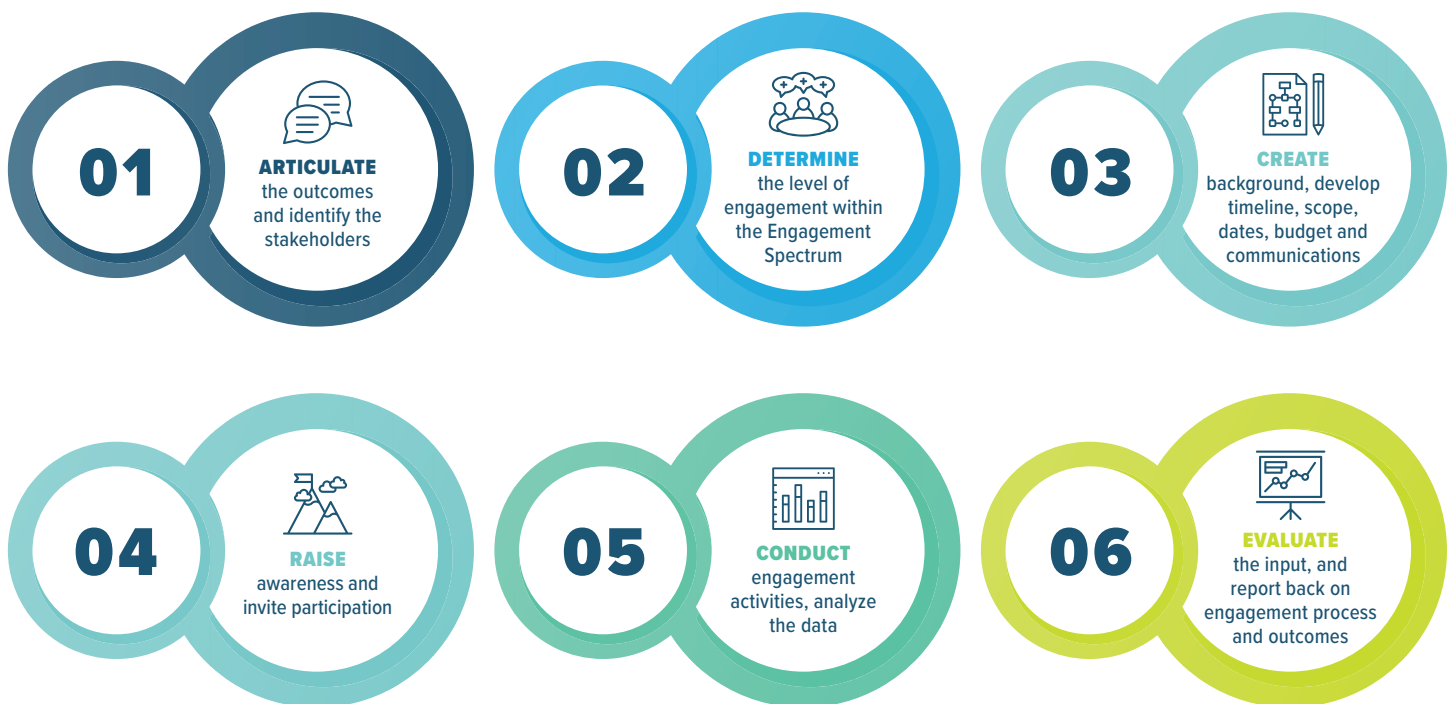 01
ARTICULATE
the outcomes
and identify the
stakeholders
02
DETERMINE
the level of
engagement within
the Engagement
Spectrum
03
CREATE
background, develop
timeline, scope,
dates, budget and
communications
04
RAISE
awareness and
invite participation
05
CONDUCT
engagement
activities, analyze
the data
06
EVALUATE
the input, and
report back on
engagement process
and outcomes